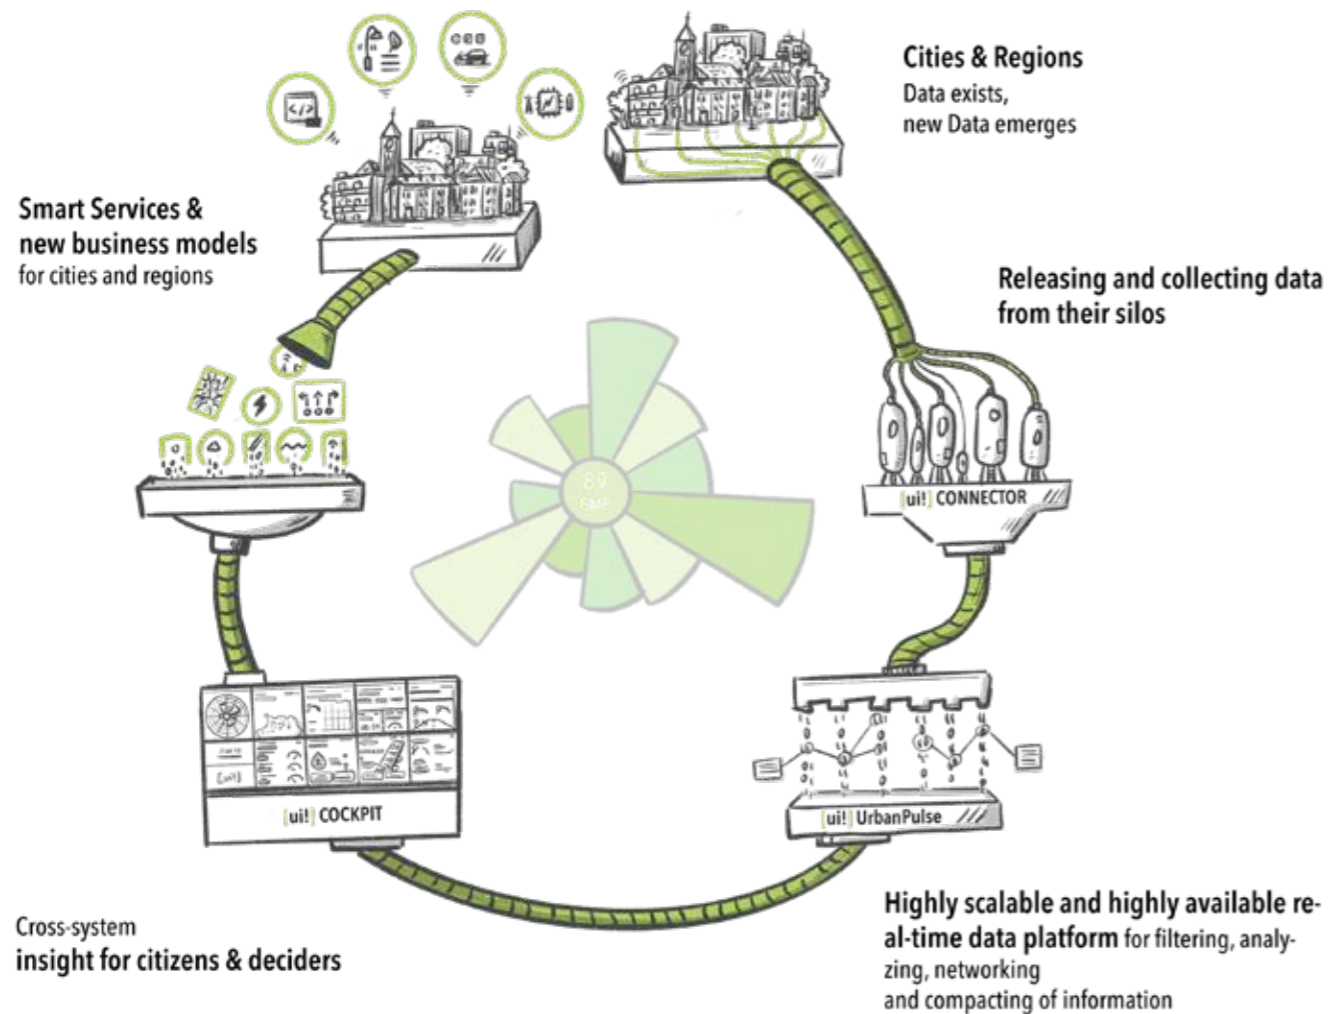 Cities & Regions
Data exists,
new Data emerges
Smart Services &
new business models
for cities and regions
Releasing and collecting data
from their silos
</>
89
[ui!] CONNECTOR
[ui!] COCKPIT
[ui!] UrbanPulse
Highly scalable and highly available re-
al-time data platform for filtering, analy-
zing, networking
and compacting of information
Cross-system
insight for citizens & deciders